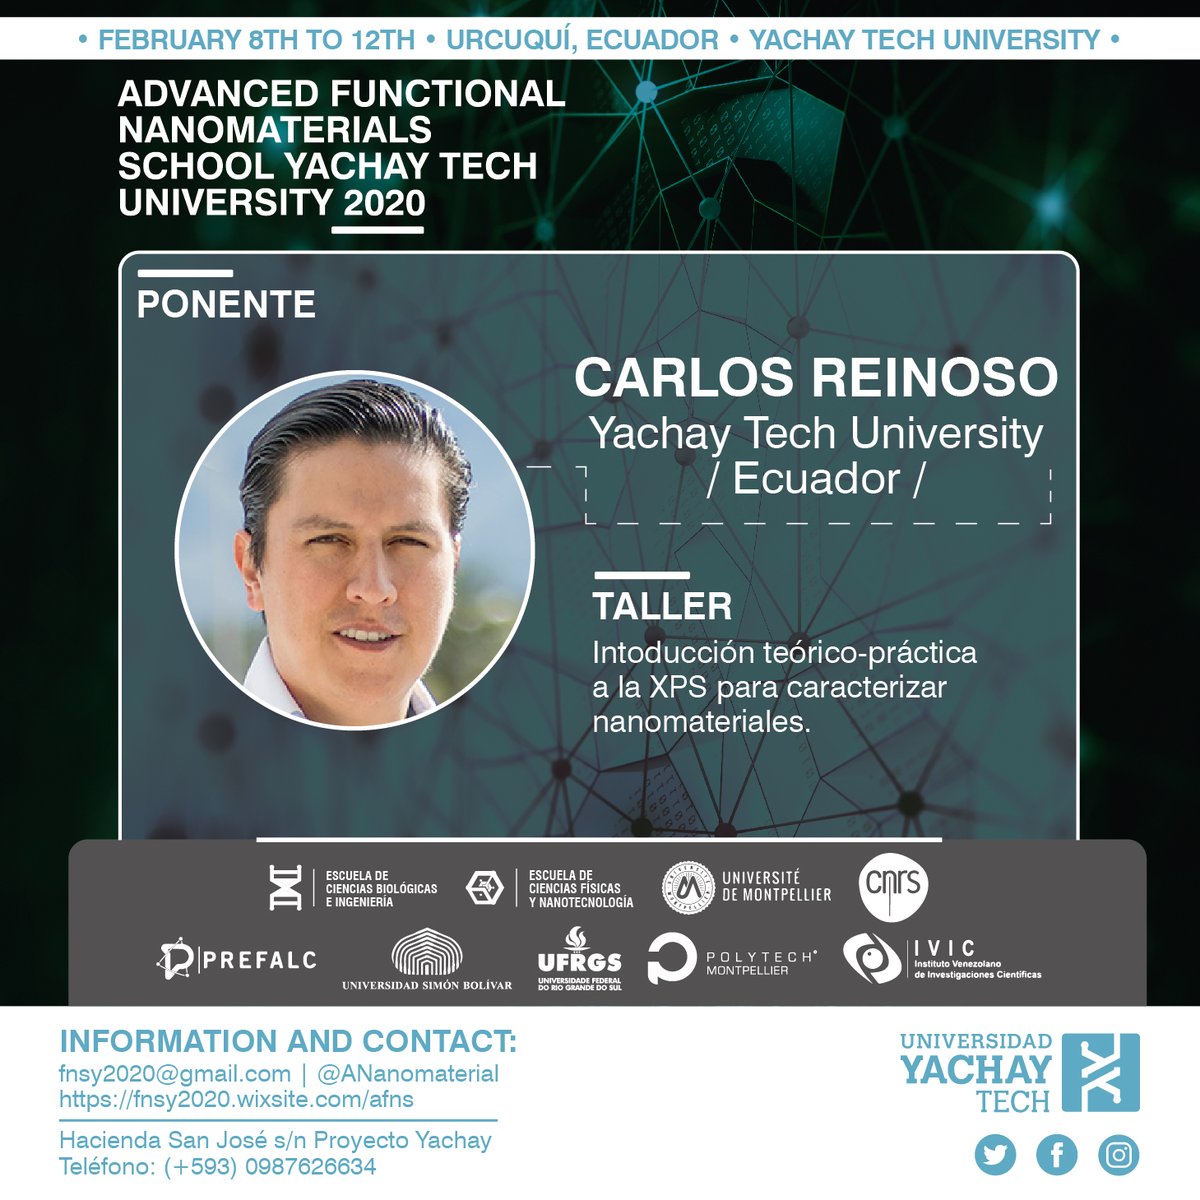 • FEBRUARY 8TH TO 12TH • URCUQUÍ, ECUADOR • YACHAY TECH UNIVERSITY •
ADVANCED FUNCTIONAL
NANOMATERIALS
SCHOOL YACHAY TECH
UNIVERSITY 2020
PONENTE
CARLOS REINOSO
Yachay Tech University
/ Ecuador /
TALLER
Intoducción teórico-práctica
a la XPS para caracterizar
nanomateriales.
ESCUELA DE
CIENCIAS BIOLÓGICAS
E INGENIERÍA
ESCUELA DE
CIENCIAS FÍSICAS
Y NANOTECNOLOGÍA
UNIVERSITÉ
DE MONTPELLIER
cnrs
PREFALC
UNIVERSIDAD SIMÓN BOLÍVAR
UFRGS
UNIVERSIDADE FEDERAL
DO RIO GRANDE DO SUL
POLYTECH
MONTPELLIER
IVIC
Instituto Venezolano
de Investigaciones Científicas
INFORMATION AND CONTACT:
fnsy2020@gmail.com | @ANanomaterial
https://fnsy2020.wixsite.com/afns
Hacienda San José s/n Proyecto Yachay
Teléfono: (+593) 0987626634
UNIVERSIDAD
YACHAY
TECH